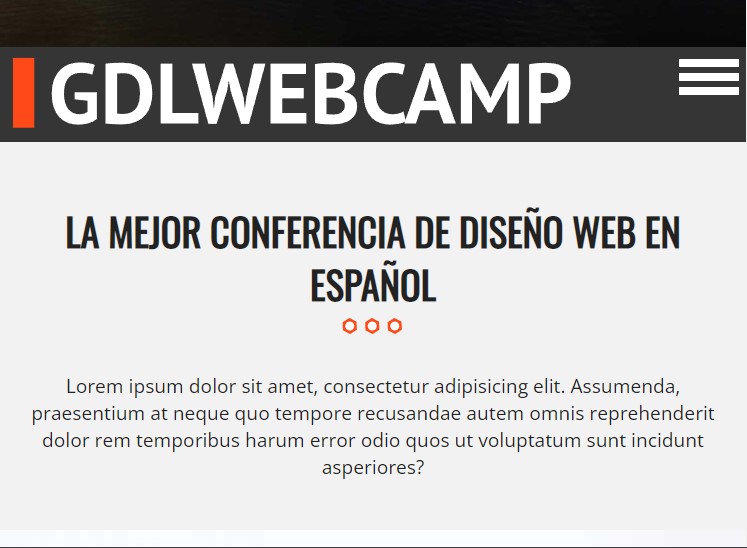 GDLWEBCAMP
LA MEJOR CONFERENCIA DE DISEÑO WEB EN
ESPAÑOL
Lorem ipsum dolor sit amet, consectetur adipisicing elit. Assumenda,
praesentium at neque quo tempore recusandae autem omnis reprehenderit
dolor rem temporibus harum error odio quos ut voluptatum sunt incidunt
asperiores?